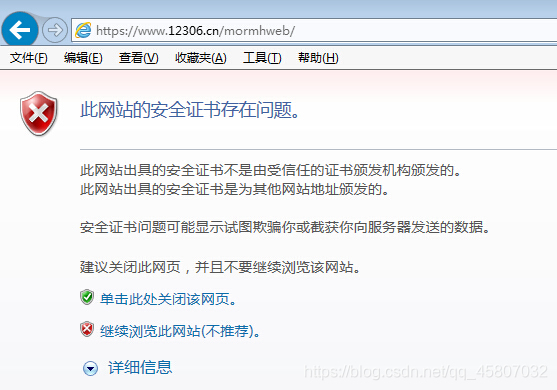 https://www.12306.cn/mormhweb/
文件(F) 编辑(E) 查看(V) 收藏夹(A) 工具(T) 帮助(H)
此网站的安全证书存在问题。
此网站出具的安全证书不是由受信任的证书颁发机构颁发的。
此网站出具的安全证书是为其他网站地址颁发的。
安全证书问题可能显示试图欺骗你或截获你向服务器发送的数据。
建议关闭此网页，并且不要继续浏览该网站。
单击此处关闭该网页。
继续浏览此网站(不推荐)。
详细信息
https://blog.csdn.net/qq_45807032